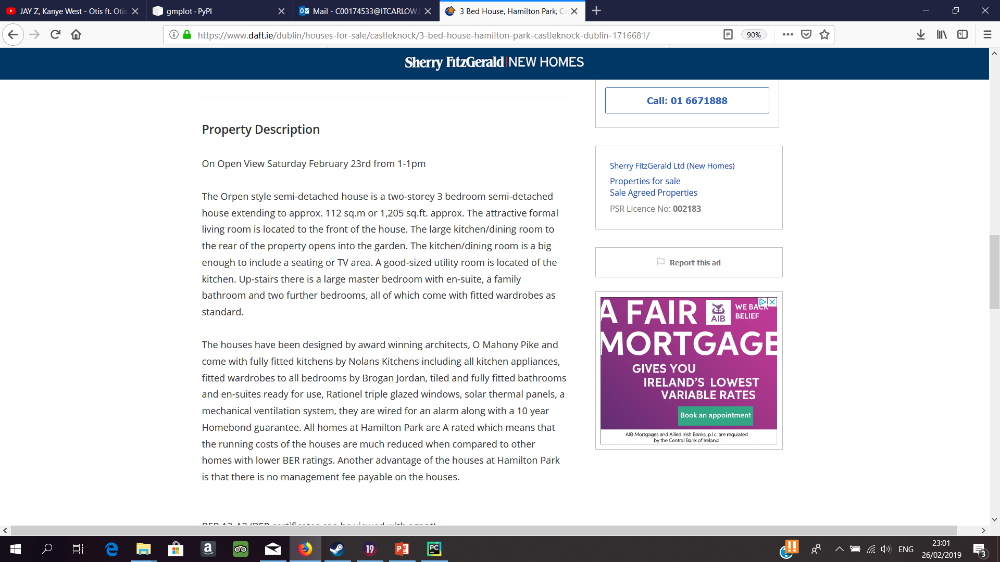 JAY Z, Kanye West - Otis ft. Otis
gmplot · PyPI
Mail - C00174533@ITCARLOW.
3 Bed House, Hamilton Park, Ca
https://www.daft.ie/dublin/houses-for-sale/castleknock/3-bed-house-hamilton-park-castleknock-dublin-1716681/
90%
Sherry FitzGerald NEW HOMES
Call: 01 6671888
Property Description
On Open View Saturday February 23rd from 1-1pm
The Orpen style semi-detached house is a two-storey 3 bedroom semi-detached
house extending to approx. 112 sq.m or 1,205 sq.ft. approx. The attractive formal
living room is located to the front of the house. The large kitchen/dining room to
the rear of the property opens into the garden. The kitchen/dining room is a big
enough to include a seating or TV area. A good-sized utility room is located of the
kitchen. Up-stairs there is a large master bedroom with en-suite, a family
bathroom and two further bedrooms, all of which come with fitted wardrobes as
standard.
The houses have been designed by award winning architects, O Mahony Pike and
come with fully fitted kitchens by Nolans Kitchens including all kitchen appliances,
fitted wardrobes to all bedrooms by Brogan Jordan, tiled and fully fitted bathrooms
and en-suites ready for use, Rationel triple glazed windows, solar thermal panels, a
mechanical ventilation system, they are wired for an alarm along with a 10 year
Homebond guarantee. All homes at Hamilton Park are A rated which means that
the running costs of the houses are much reduced when compared to other
homes with lower BER ratings. Another advantage of the houses at Hamilton Park
is that there is no management fee payable on the houses.
BER A2-A3 (BER certificates can be viewed with agent)
Sherry FitzGerald Ltd (New Homes)
Properties for sale
Sale Agreed Properties
PSR Licence No: 002183
Report this ad
A FAIR
MORTGAGE
AIB
WE BACK
BELIEF
GIVES YOU
IRELAND'S LOWEST
VARIABLE RATES
Book an appointment
AIB Mortgages and Allied Irish Banks, p.l.c. are regulated
by the Central Bank of Ireland.
19
PC
ENG
23:01
26/02/2019
3